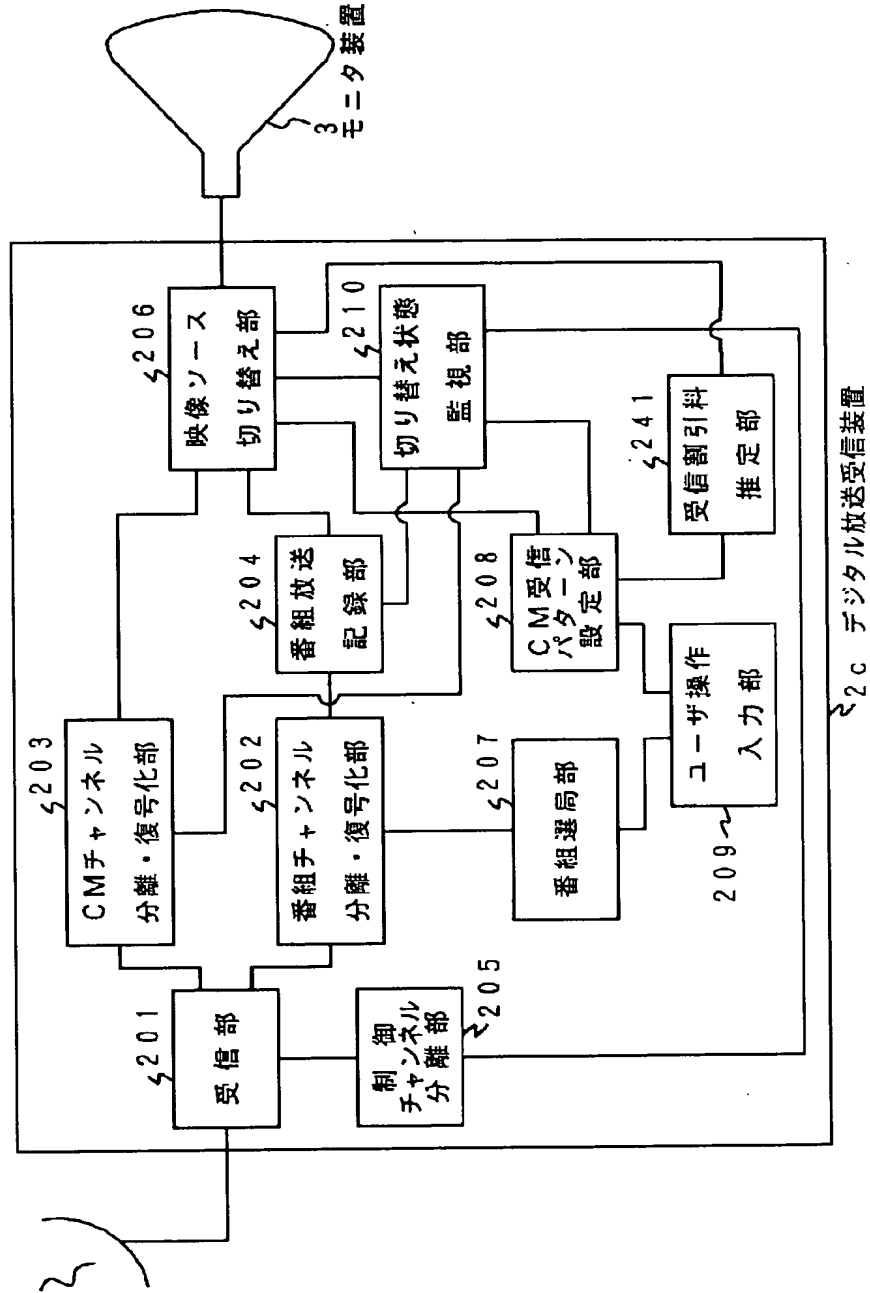 201
受信部
203
CMチャンネル
分離・復号化部
202
番組チャンネル
分離・復号化部
204
番組放送
記録部
206
映像ソース
切り替え部
3
モニタ装置
205
制御
チャンネル
分離部
207
番組選局部
208
CM受信
パターン
設定部
210
切り替え状態
監視部
209
ユーザ操作
入力部
241
受信割引料
推定部
2c デジタル放送受信装置